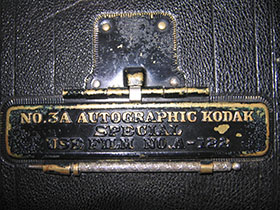 NO. 3A AUTOGRAPHIC KODAK
SPECIAL
USE FILM NO. A-122